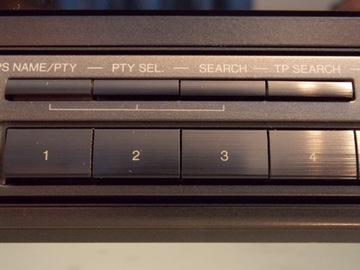 PS NAME/PTY — PTY SEL. — SEARCH — TP SEARCH
1 2 3 4